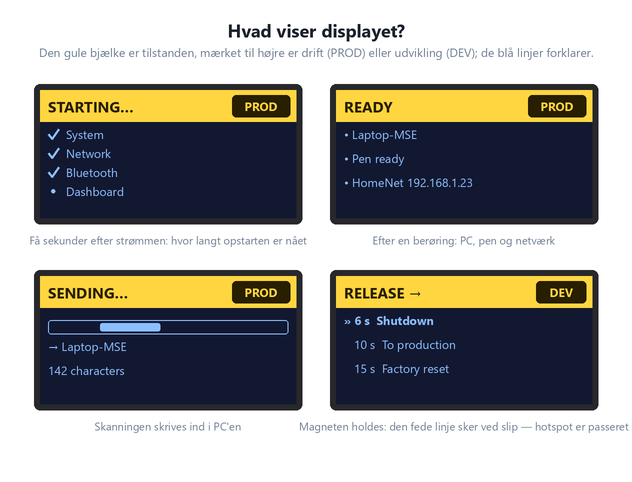 Hvad viser displayet?
Den gule bjælke er tilstanden, mærket til højre er drift (PROD) eller udvikling (DEV); de blå linjer forklarer.
STARTING... PROD
✓ System
✓ Network
✓ Bluetooth
• Dashboard
Få sekunder efter strømmen: hvor langt opstarten er nået
READY PROD
• Laptop-MSE
• Pen ready
• HomeNet 192.168.1.23
Efter en berøring: PC, pen og netværk
SENDING... PROD
→ Laptop-MSE
142 characters
Skanningen skrives ind i PC'en
RELEASE → DEV
» 6 s Shutdown
10 s To production
15 s Factory reset
Magneten holdes: den fede linje sker ved slip — hotspot er passeret